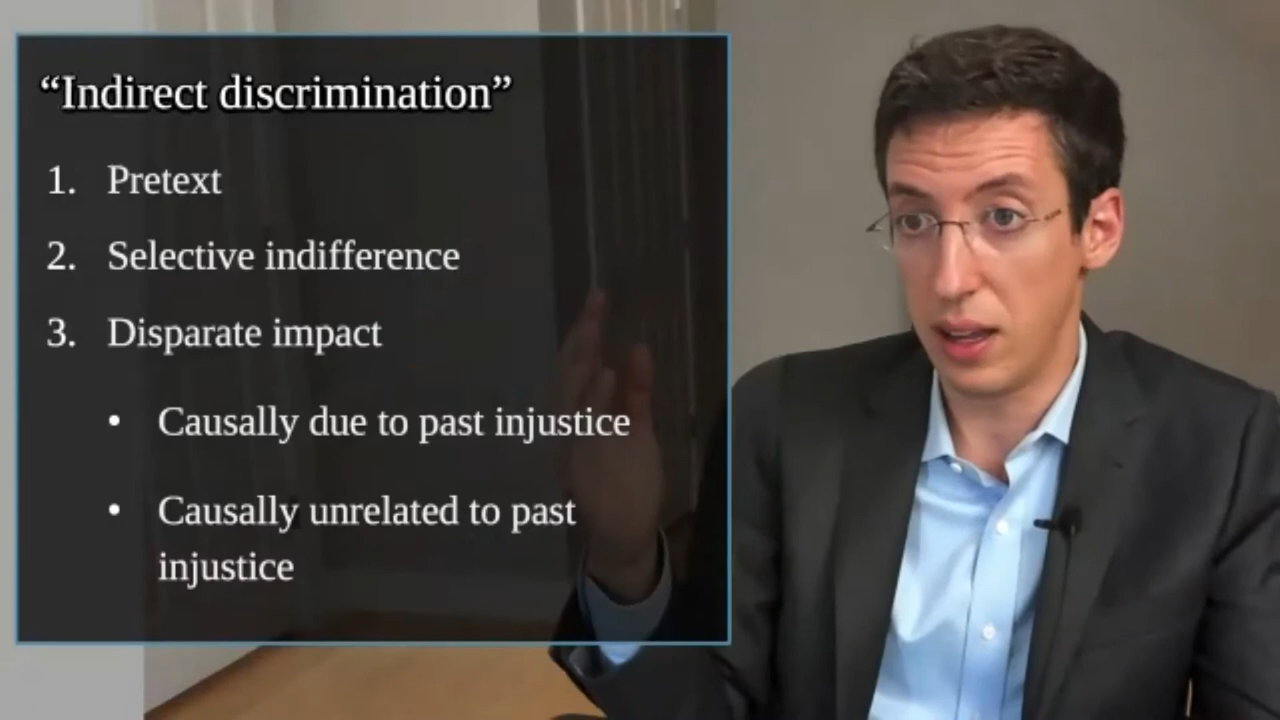 “Indirect discrimination”
1. Pretext
2. Selective indifference
3. Disparate impact
• Causally due to past injustice
• Causally unrelated to past
injustice